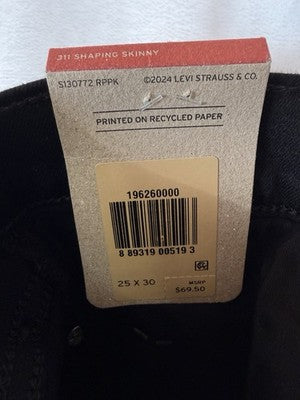 311 SHAPING SKINNY
S130772 RPPK ©2024 LEVI STRAUSS & CO.
PRINTED ON RECYCLED PAPER
196260000
8 89319 00519 3
25 X 30
MSRP
$69.50